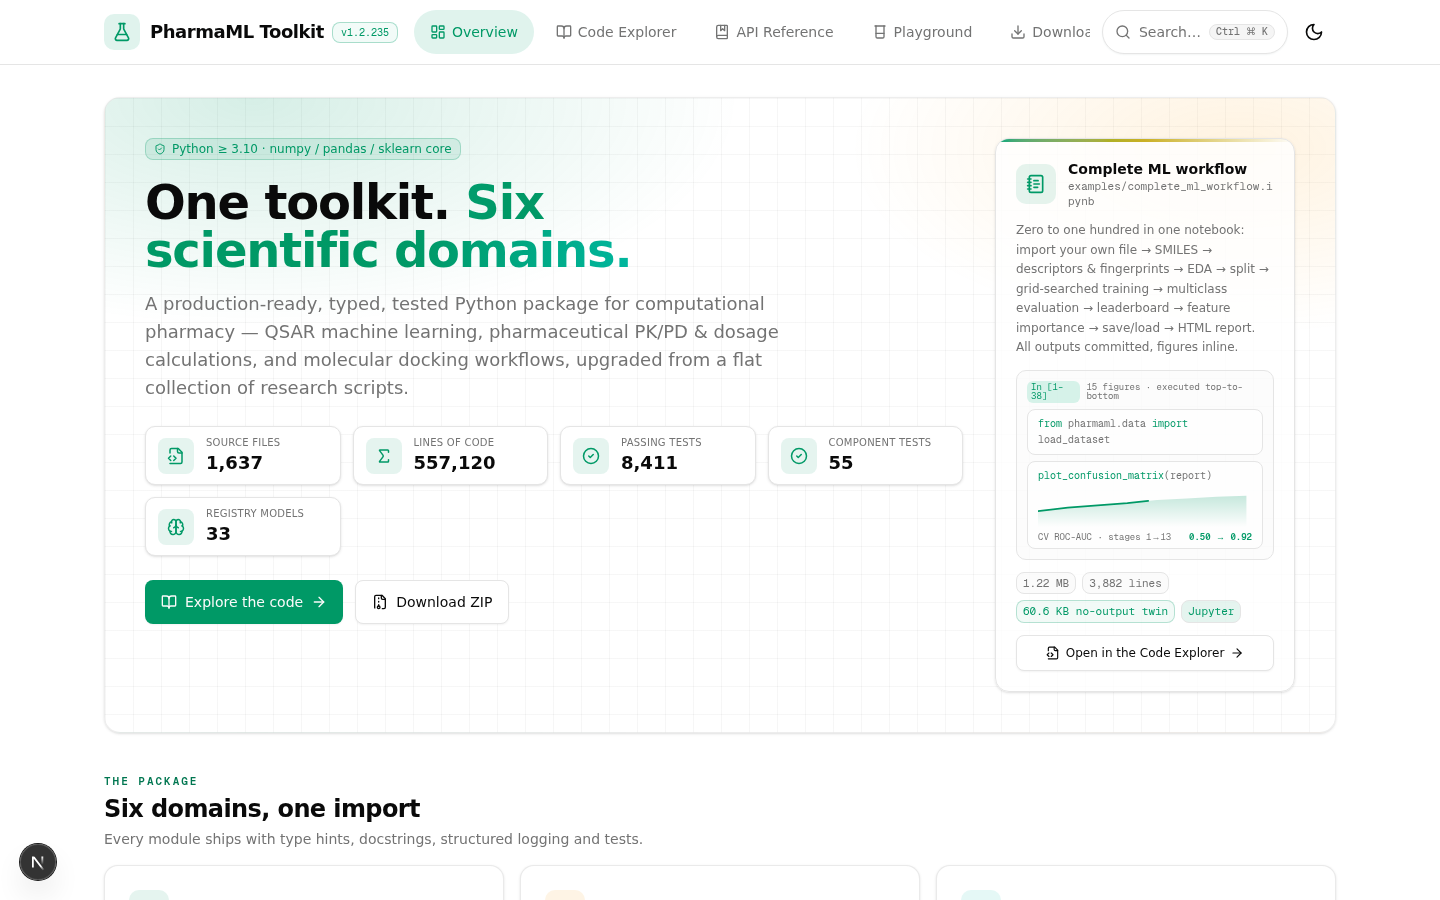 PharmaML Toolkit v1.2.235 Overview Code Explorer API Reference Playground Downloa Search... Ctrl ⌘ K
Python ≥ 3.10 · numpy / pandas / sklearn core
One toolkit. Six
scientific domains.
A production-ready, typed, tested Python package for computational
pharmacy — QSAR machine learning, pharmaceutical PK/PD & dosage
calculations, and molecular docking workflows, upgraded from a flat
collection of research scripts.
SOURCE FILES
1,637
LINES OF CODE
557,120
PASSING TESTS
8,411
COMPONENT TESTS
55
REGISTRY MODELS
33
Explore the code →
Download ZIP
Complete ML workflow
examples/complete_ml_workflow.i
pynb
Zero to one hundred in one notebook:
import your own file → SMILES →
descriptors & fingerprints → EDA → split →
grid-searched training → multiclass
evaluation → leaderboard → feature
importance → save/load → HTML report.
All outputs committed, figures inline.
In [1-
38]
15 figures · executed top-to-
bottom
from pharmaml.data import
load_dataset
plot_confusion_matrix(report)
CV ROC-AUC · stages 1→13 0.50 → 0.92
1.22 MB 3,882 lines
60.6 KB no-output twin Jupyter
Open in the Code Explorer →
THE PACKAGE
Six domains, one import
Every module ships with type hints, docstrings, structured logging and tests.
N